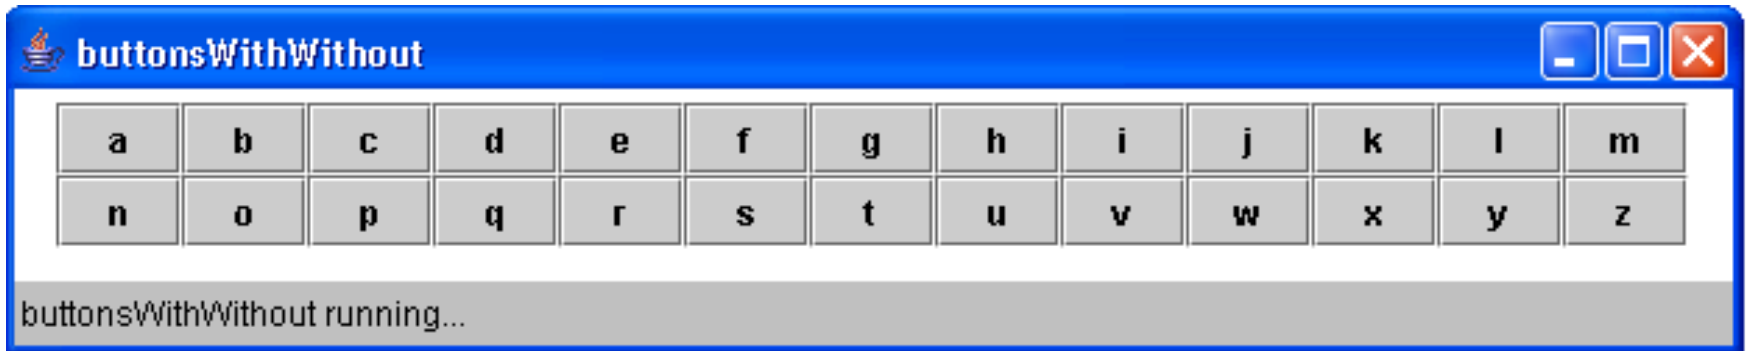 buttonsWithWithout
a b c d e f g h i j k l m
n o p q r s t u v w x y z
buttonsWithWithout running...